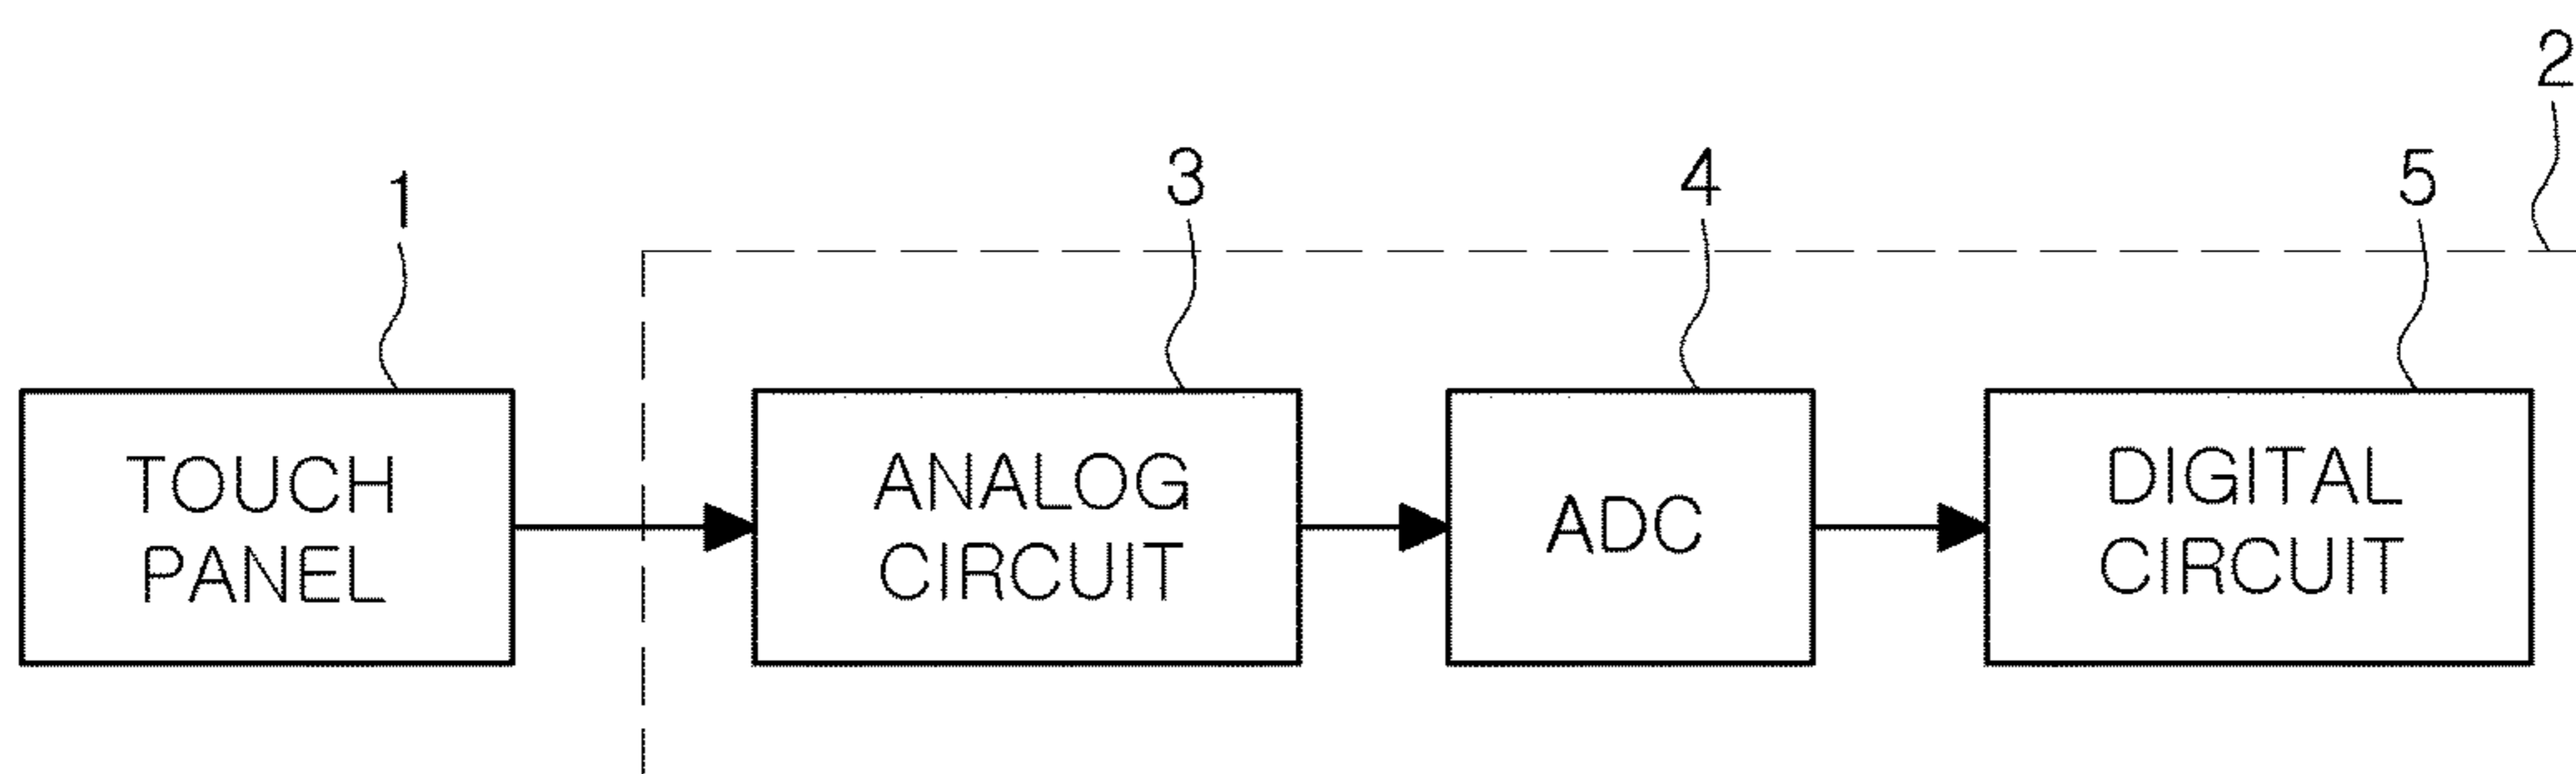 2
1
3
4
5
TOUCH
PANEL
ANALOG
CIRCUIT
ADC
DIGITAL
CIRCUIT